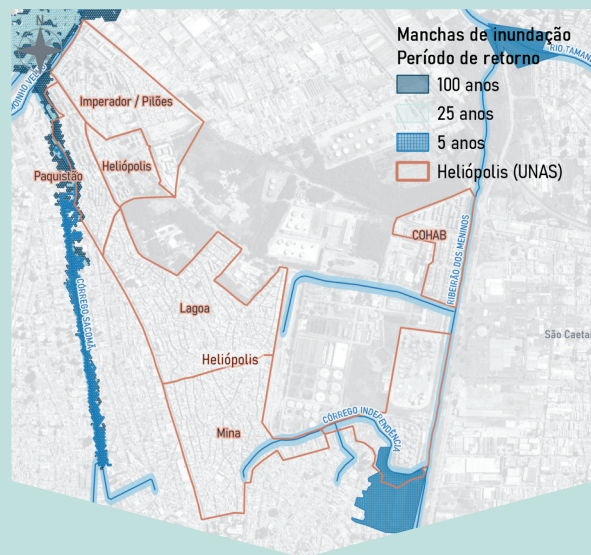 N
Manchas de inundação
Período de retorno
100 anos
25 anos
5 anos
Heliópolis (UNAS)
RIO TAMAND
Imperador / Pilões
Heliópolis
Paquistão
COHAB
RIBEIRÃO DOS MENINOS
CÓRREGO SACOMÃ
Lagoa
São Caeta
Heliópolis
CÓRREGO INDEPENDÊNCIA
Mina